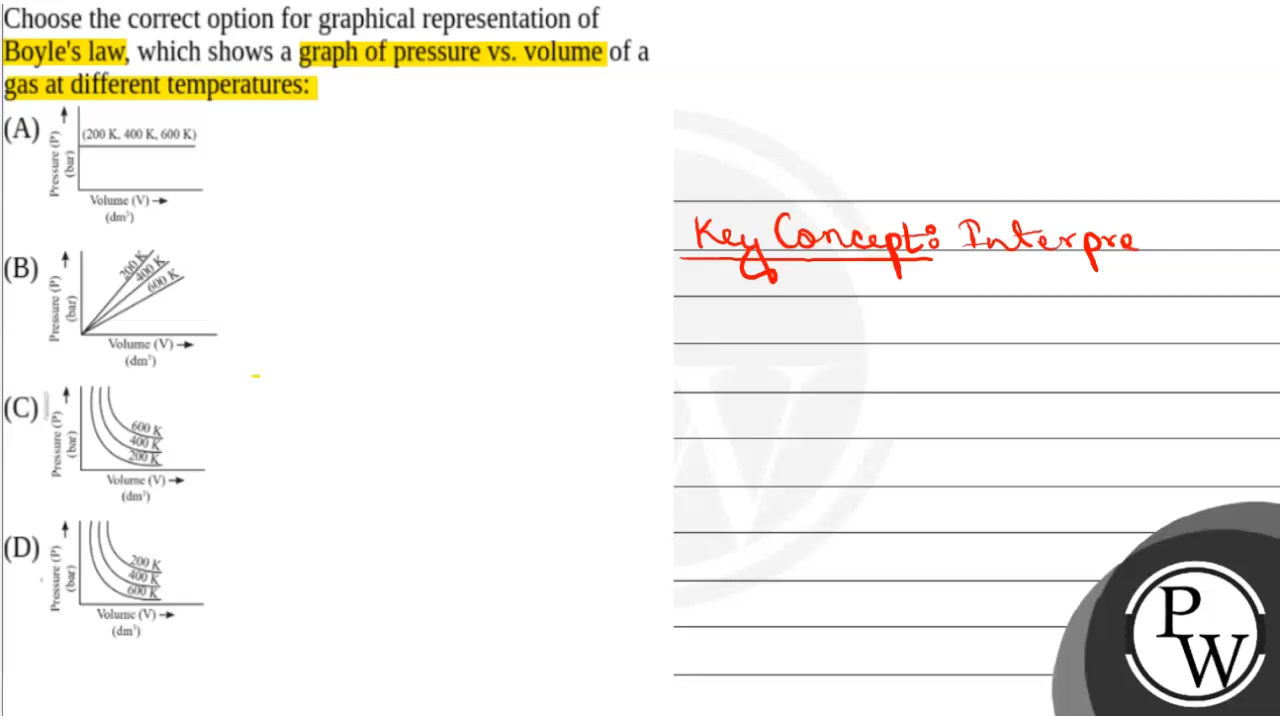 Choose the correct option for graphical representation of
Boyle's law, which shows a graph of pressure vs. volume of a
gas at different temperatures:
(A)
Pressure (P)
(bar)
(200 K, 400 K, 600 K)
Volume (V)
(dm³)
(B)
Pressure (P)
(bar)
200 K
400 K
600 K
Volume (V)
(dm³)
(C)
Pressure (P)
(bar)
600 K
400 K
200 K
Volume (V)
(dm³)
(D)
Pressure (P)
(bar)
200 K
400 K
600 K
Volume (V)
(dm³)
Key Concept: Interpre
P
W